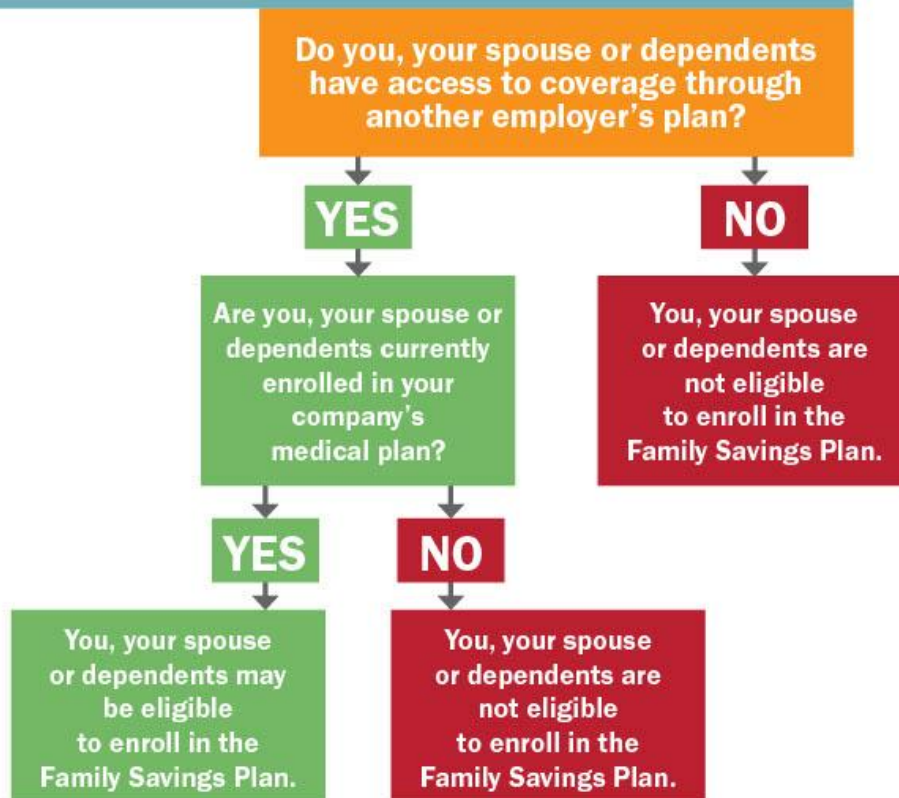 Do you, your spouse or dependents
have access to coverage through
another employer's plan?
YES
NO
Are you, your spouse or
dependents currently
enrolled in your
company's
medical plan?
You, your spouse
or dependents are
not eligible
to enroll in the
Family Savings Plan.
YES
NO
You, your spouse
or dependents may
be eligible
to enroll in the
Family Savings Plan.
You, your spouse
or dependents are
not eligible
to enroll in the
Family Savings Plan.